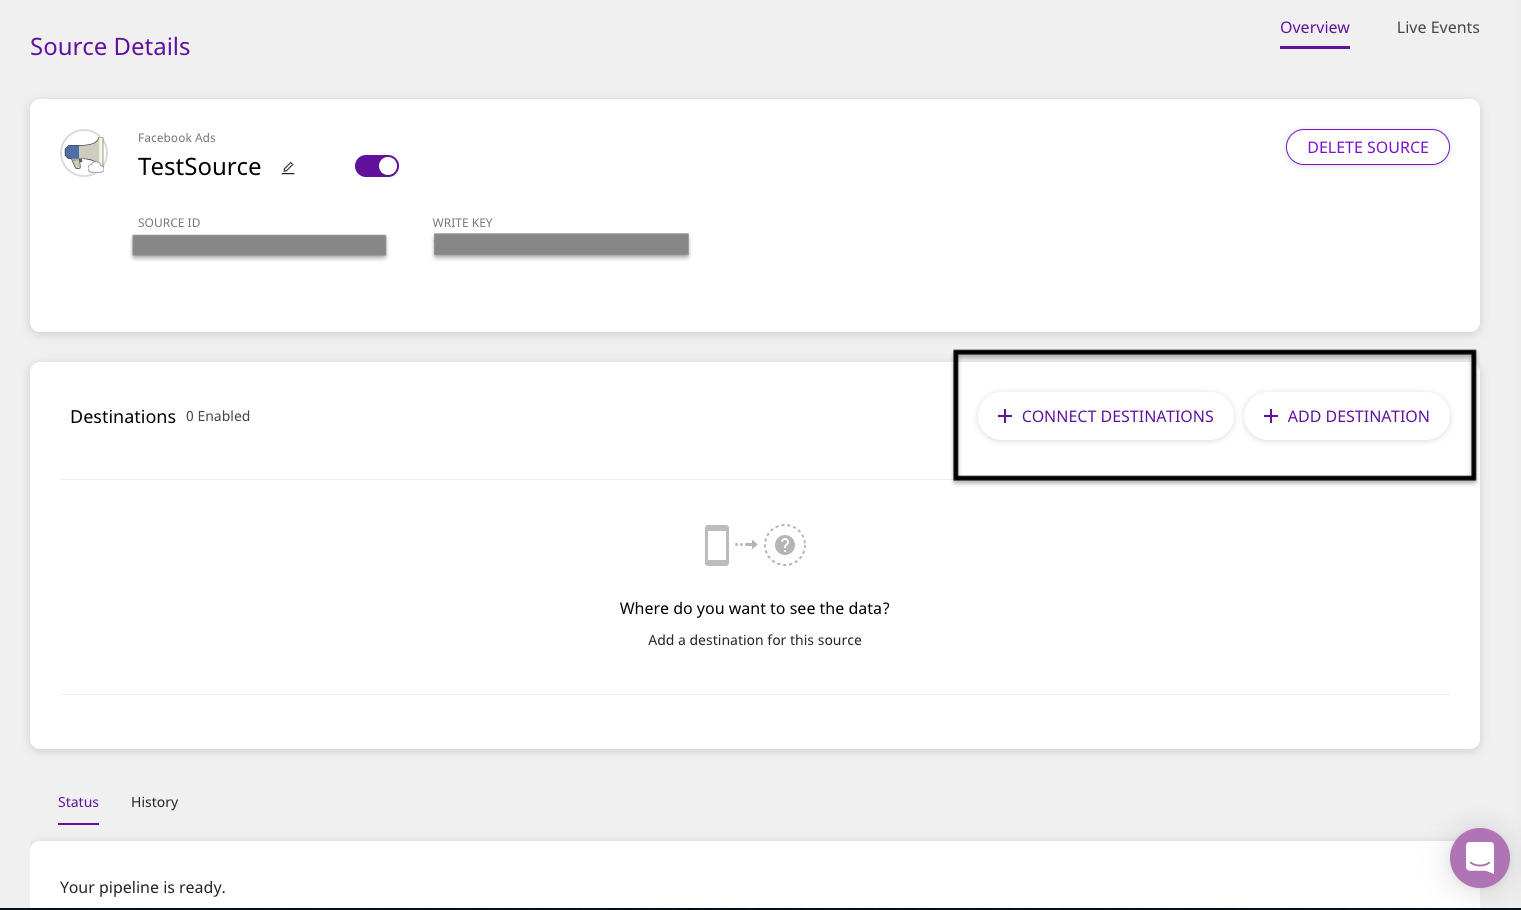 Source Details
Overview
Live Events
Facebook Ads
TestSource
DELETE SOURCE
SOURCE ID
WRITE KEY
Destinations 0 Enabled
CONNECT DESTINATIONS
ADD DESTINATION
Where do you want to see the data?
Add a destination for this source
Status
History
Your pipeline is ready.